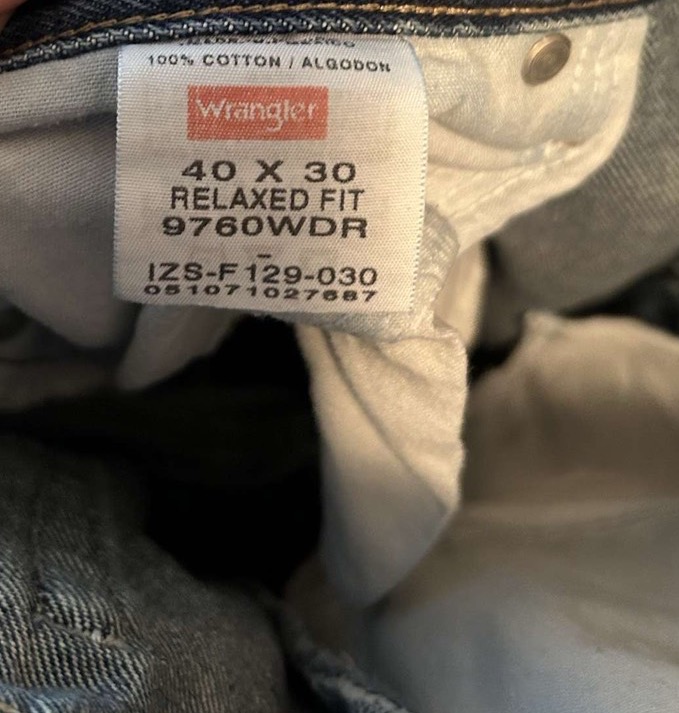 100% COTTON / ALGODON
Wrangler
40 X 30
RELAXED FIT
9760WDR
-
IZS-F129-030
051071027687